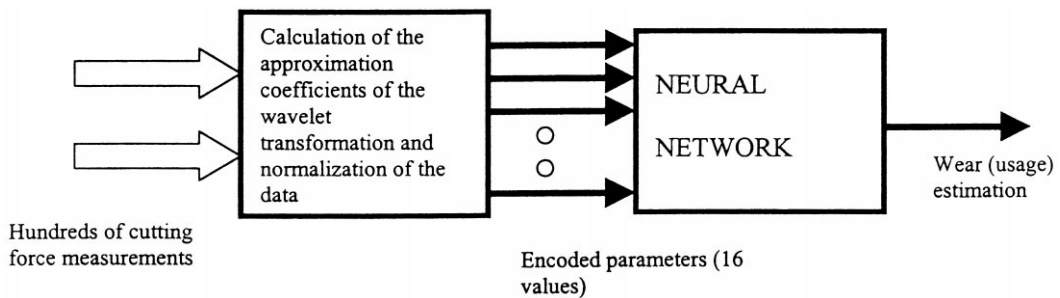 Calculation of the
approximation
coefficients of the
wavelet
transformation and
normalization of the
data
NEURAL
NETWORK
Wear (usage)
estimation
Hundreds of cutting
force measurements
Encoded parameters (16
values)